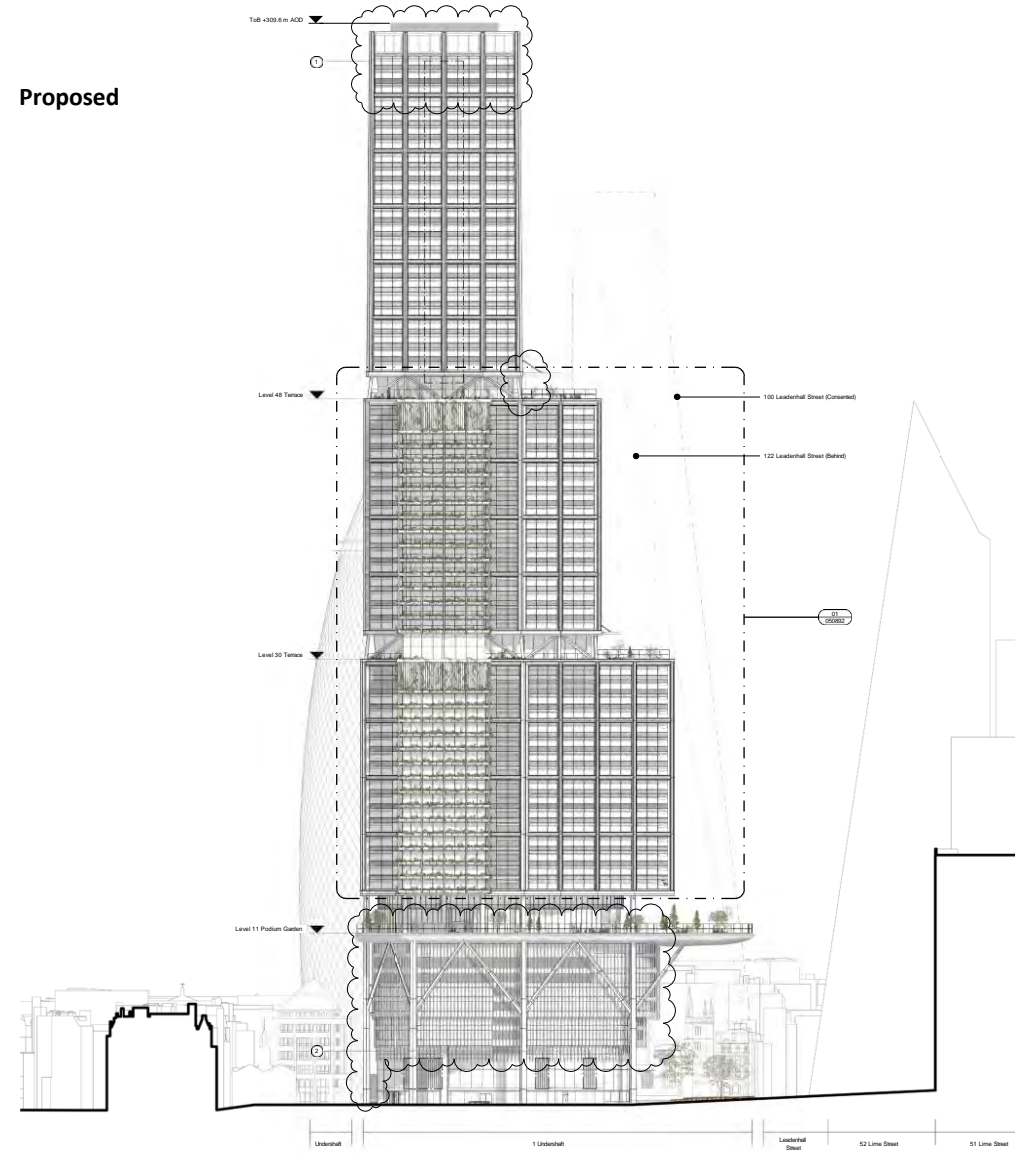 ToB +309.6 m AOD
1
Proposed
Level 48 Terrace
100 Leadenhall Street (Consented)
122 Leadenhall Street (Behind)
01
050892
Level 30 Terrace
Level 11 Podium Garden
2
Undershaft
1 Undershaft
Leadenhall
Street
52 Lime Street
51 Lime Street